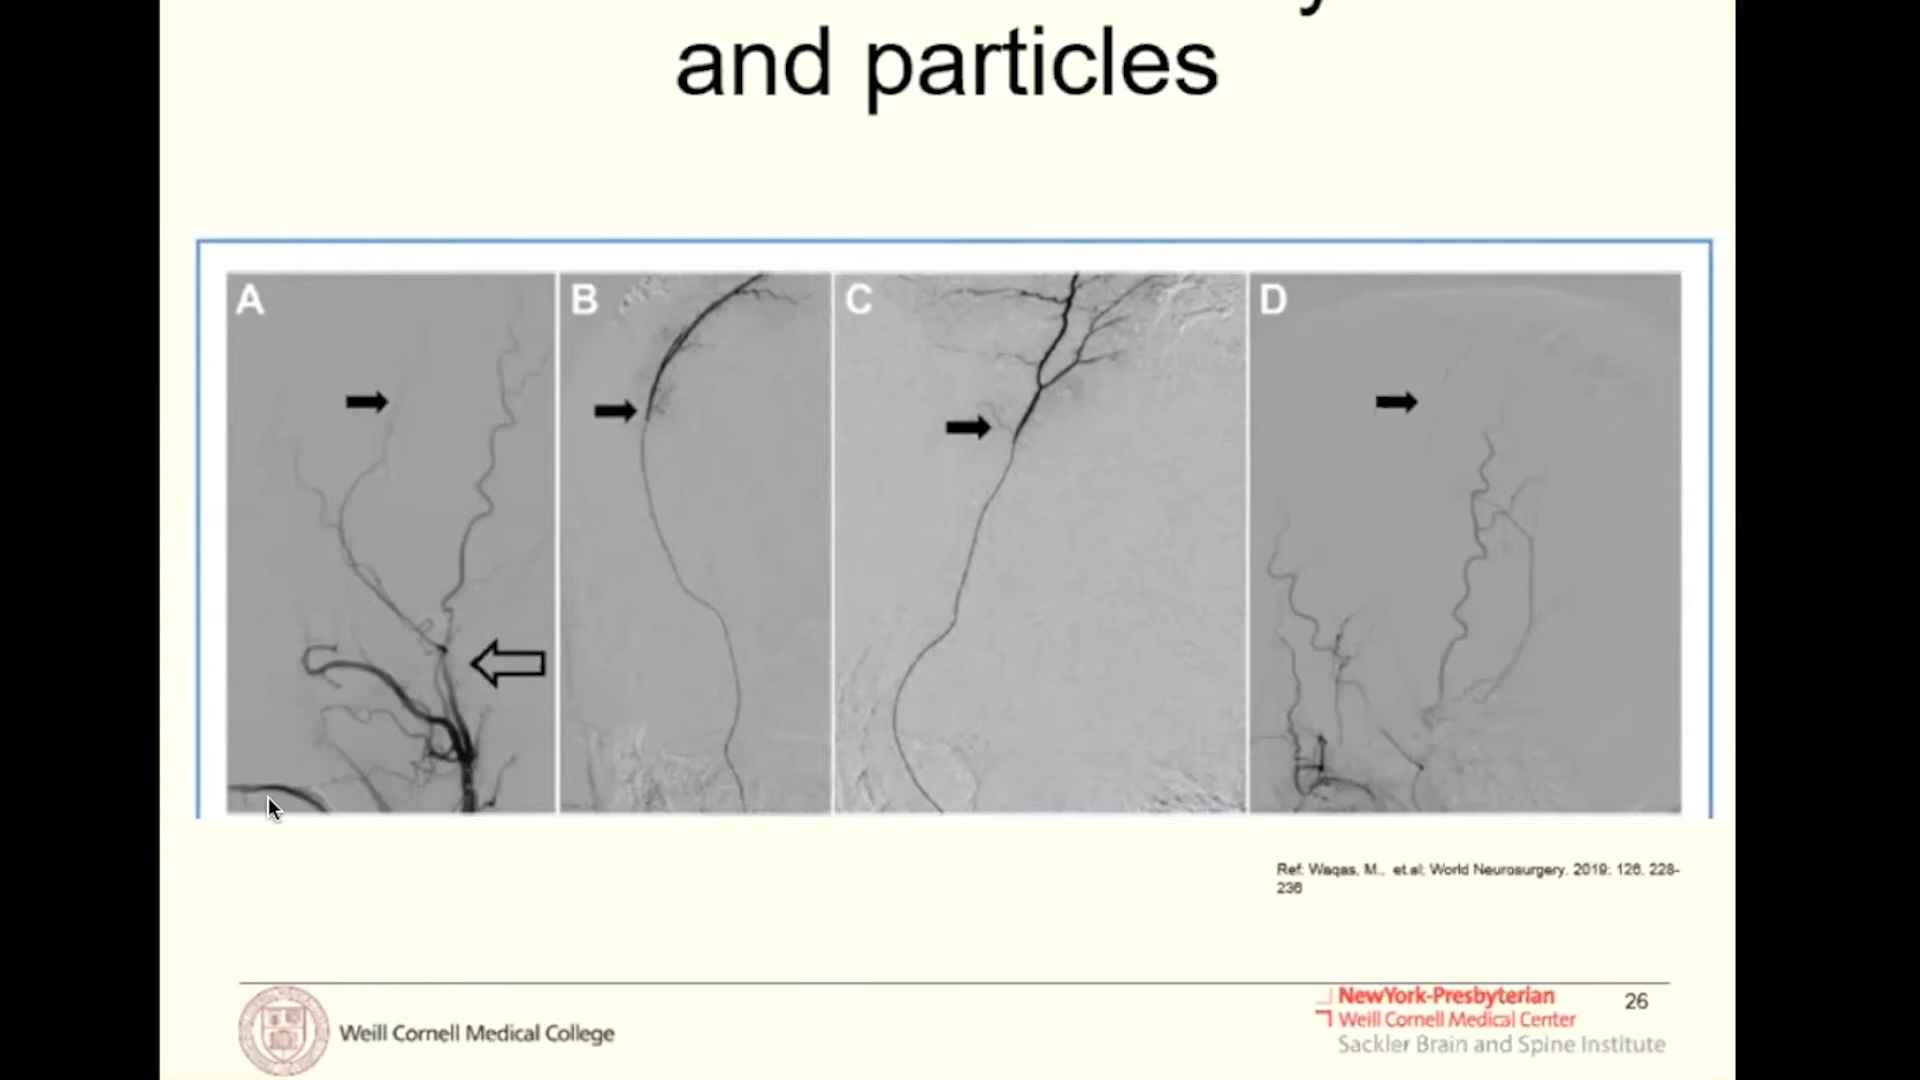 and particles
A B C D
Ref: Waqas, M., et.al; World Neurosurgery. 2019: 126. 228-
236
NewYork-Presbyterian
26
Weill Cornell Medical College
Weill Cornell Medical Center
Sackler Brain and Spine Institute